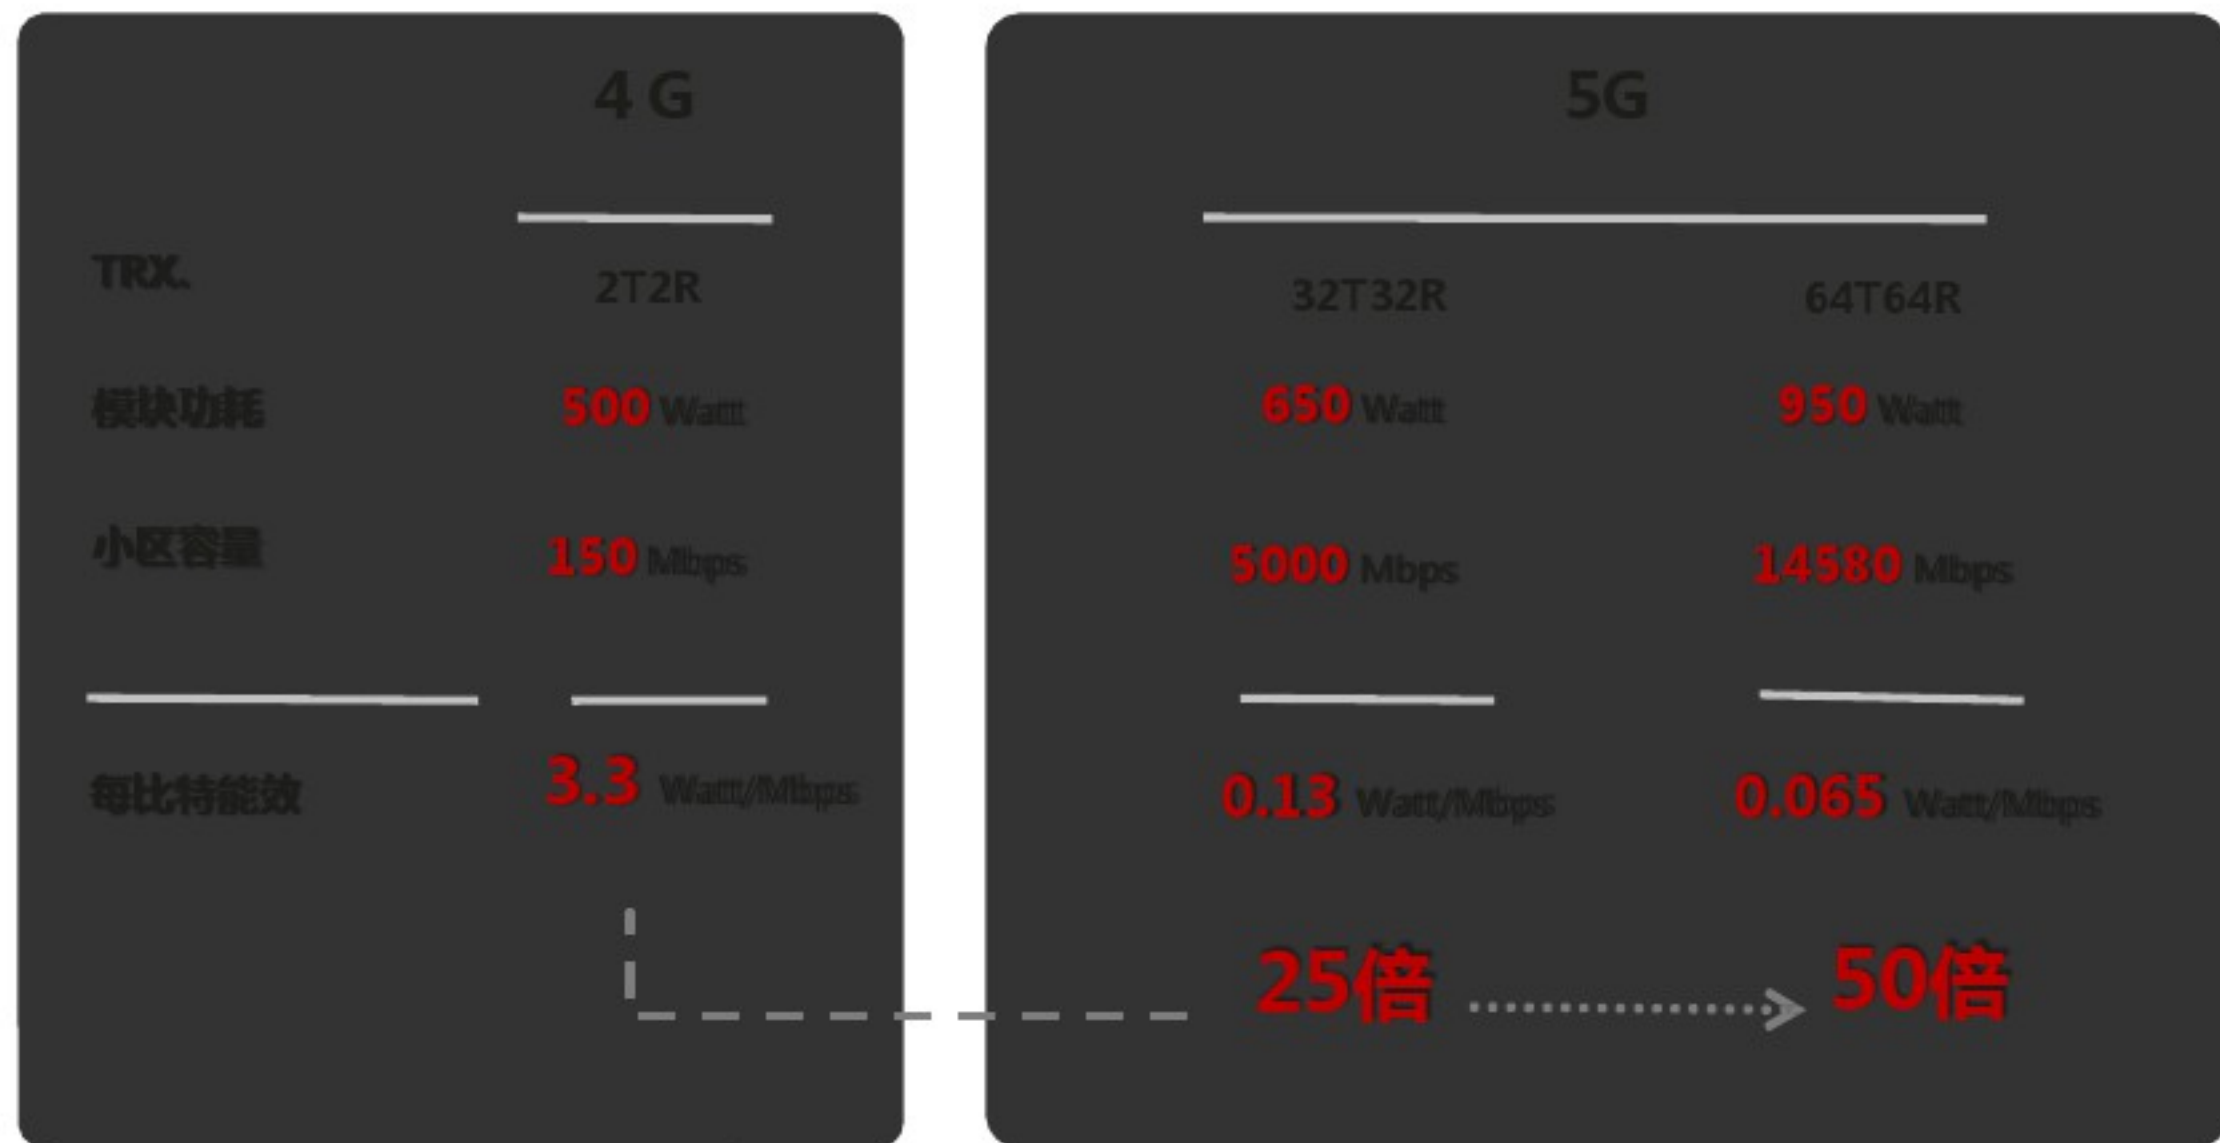 4 G 5G
TRX. 2T2R 32T32R 64T64R
模块功耗 500 Watt 650 Watt 950 Watt
小区容量 150 Mbps 5000 Mbps 14580 Mbps
每比特能效 3.3 Watt/Mbps 0.13 Watt/Mbps 0.065 Watt/Mbps
25倍 50倍